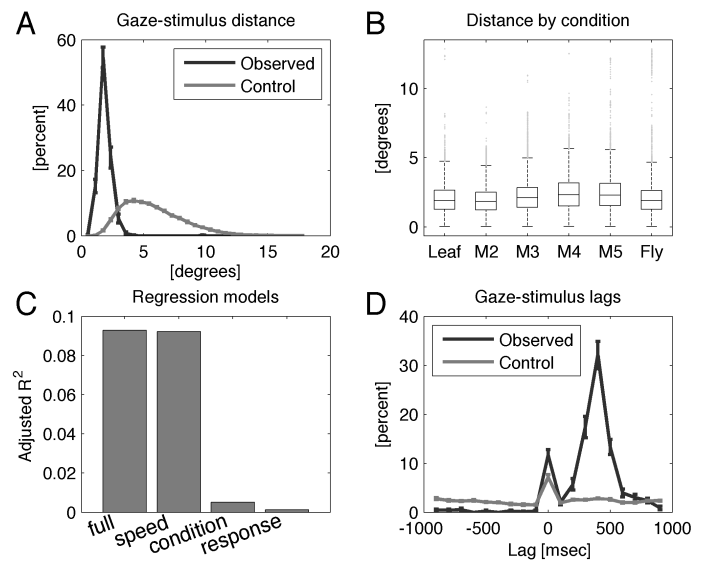 A
Gaze-stimulus distance
60
40
20
0
[percent]
Observed
Control
0 5 10 15 20
[degrees]
B
Distance by condition
10
5
0
[degrees]
Leaf M2 M3 M4 M5 Fly
C
Regression models
0.1
0.08
0.06
0.04
0.02
0
Adjusted R²
full
speed
condition
response
D
Gaze-stimulus lags
40
30
20
10
0
[percent]
Observed
Control
-1000 -500 0 500 1000
Lag [msec]